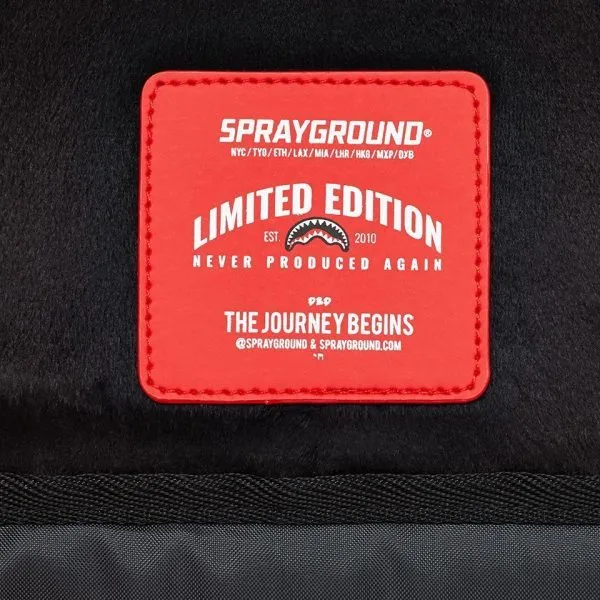 SPRAYGROUND®
NYC/TYO/ETH/LAX/MIA/LHR/HKG/MXP/DXB
LIMITED EDITION
EST. 2010
NEVER PRODUCED AGAIN
THE JOURNEY BEGINS
@SPRAYGROUND & SPRAYGROUND.COM